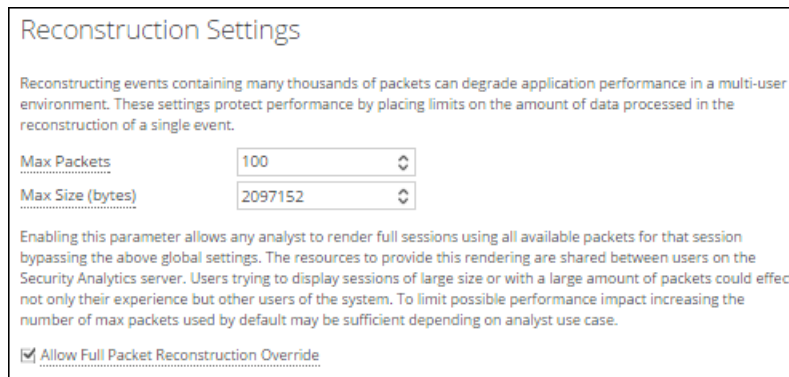 Reconstruction Settings
Reconstructing events containing many thousands of packets can degrade application performance in a multi-user
environment. These settings protect performance by placing limits on the amount of data processed in the
reconstruction of a single event.
Max Packets 100
Max Size (bytes) 2097152
Enabling this parameter allows any analyst to render full sessions using all available packets for that session
bypassing the above global settings. The resources to provide this rendering are shared between users on the
Security Analytics server. Users trying to display sessions of large size or with a large amount of packets could effec
not only their experience but other users of the system. To limit possible performance impact increasing the
number of max packets used by default may be sufficient depending on analyst use case.
Allow Full Packet Reconstruction Override